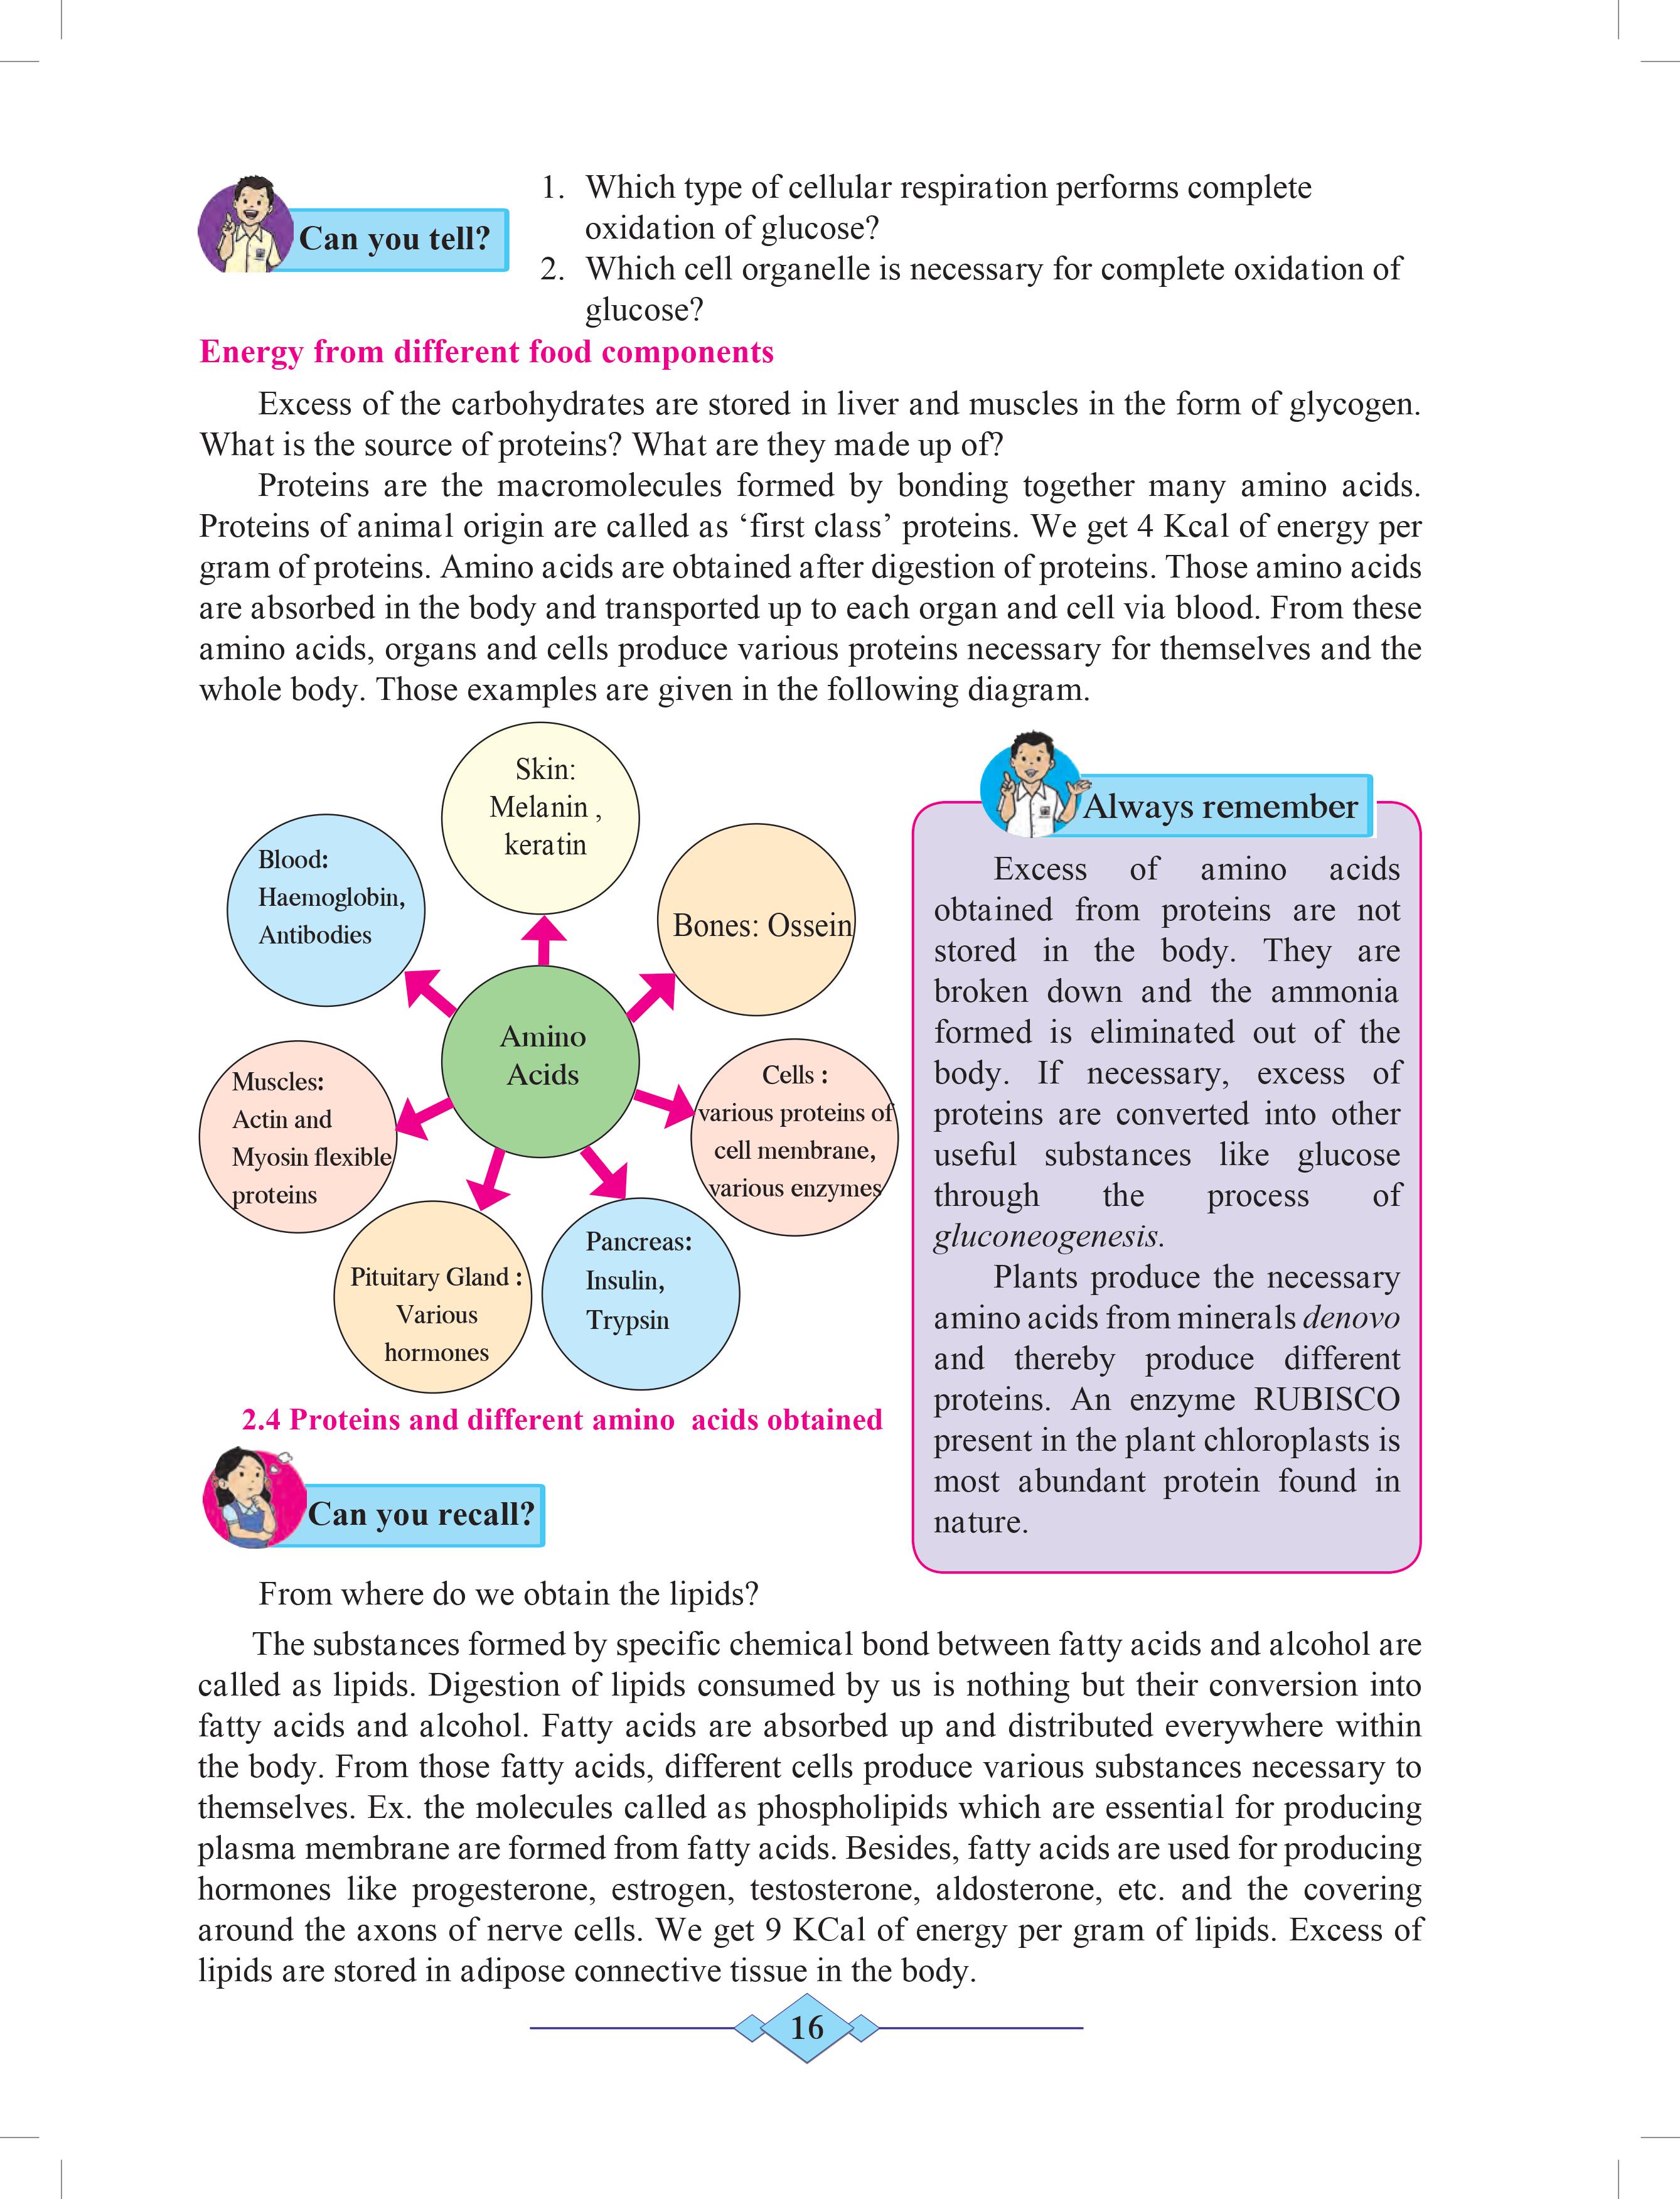 Can you tell?
1. Which type of cellular respiration performs complete
oxidation of glucose?
2. Which cell organelle is necessary for complete oxidation of
glucose?
Energy from different food components
Excess of the carbohydrates are stored in liver and muscles in the form of glycogen.
What is the source of proteins? What are they made up of?
Proteins are the macromolecules formed by bonding together many amino acids.
Proteins of animal origin are called as ‘first class’ proteins. We get 4 Kcal of energy per
gram of proteins. Amino acids are obtained after digestion of proteins. Those amino acids
are absorbed in the body and transported up to each organ and cell via blood. From these
amino acids, organs and cells produce various proteins necessary for themselves and the
whole body. Those examples are given in the following diagram.
Skin:
Melanin ,
keratin
Blood:
Haemoglobin,
Antibodies
Bones: Ossein
Amino
Acids
Muscles:
Actin and
Myosin flexible
proteins
Cells :
various proteins of
cell membrane,
various enzymes
Pituitary Gland :
Various
hormones
Pancreas:
Insulin,
Trypsin
2.4 Proteins and different amino acids obtained
Always remember
Excess of amino acids
obtained from proteins are not
stored in the body. They are
broken down and the ammonia
formed is eliminated out of the
body. If necessary, excess of
proteins are converted into other
useful substances like glucose
through the process of
gluconeogenesis.
Plants produce the necessary
amino acids from minerals denovo
and thereby produce different
proteins. An enzyme RUBISCO
present in the plant chloroplasts is
most abundant protein found in
nature.
Can you recall?
From where do we obtain the lipids?
The substances formed by specific chemical bond between fatty acids and alcohol are
called as lipids. Digestion of lipids consumed by us is nothing but their conversion into
fatty acids and alcohol. Fatty acids are absorbed up and distributed everywhere within
the body. From those fatty acids, different cells produce various substances necessary to
themselves. Ex. the molecules called as phospholipids which are essential for producing
plasma membrane are formed from fatty acids. Besides, fatty acids are used for producing
hormones like progesterone, estrogen, testosterone, aldosterone, etc. and the covering
around the axons of nerve cells. We get 9 KCal of energy per gram of lipids. Excess of
lipids are stored in adipose connective tissue in the body.
16